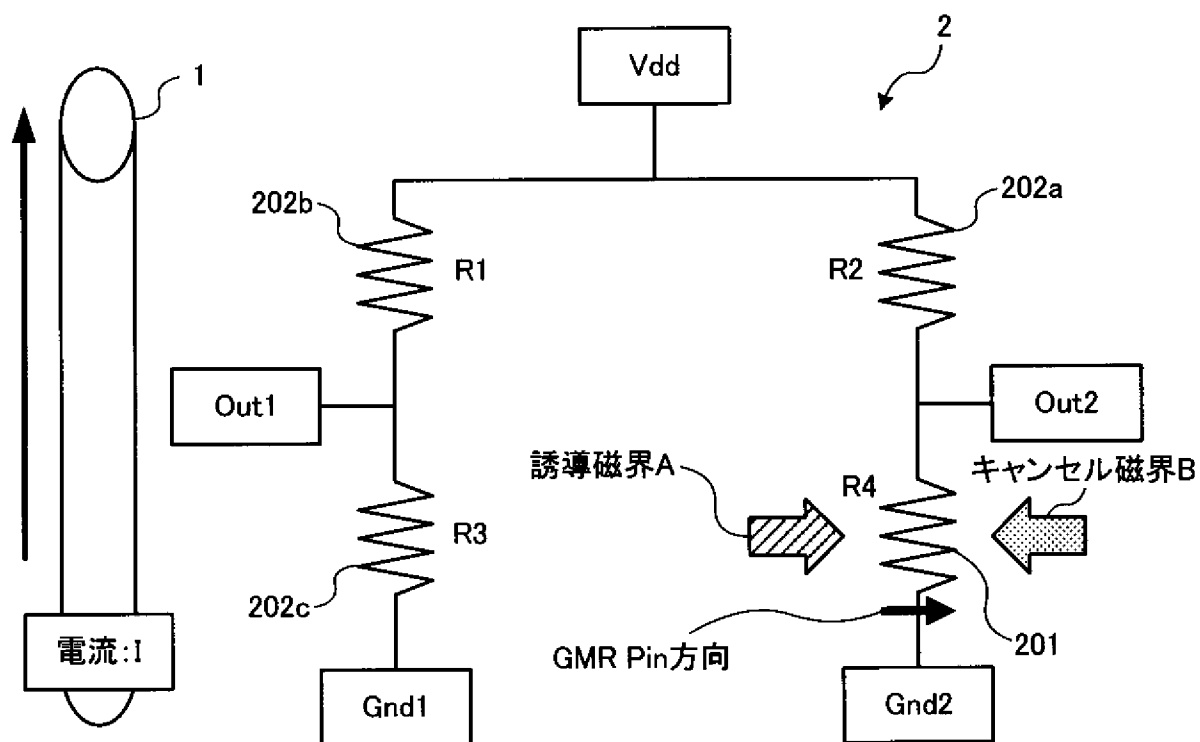 2
Vdd
1
202b
202a
R1
R2
Out1
Out2
誘導磁界A
キャンセル磁界B
R4
R3
202c
201
GMR Pin方向
電流:I
Gnd1
Gnd2